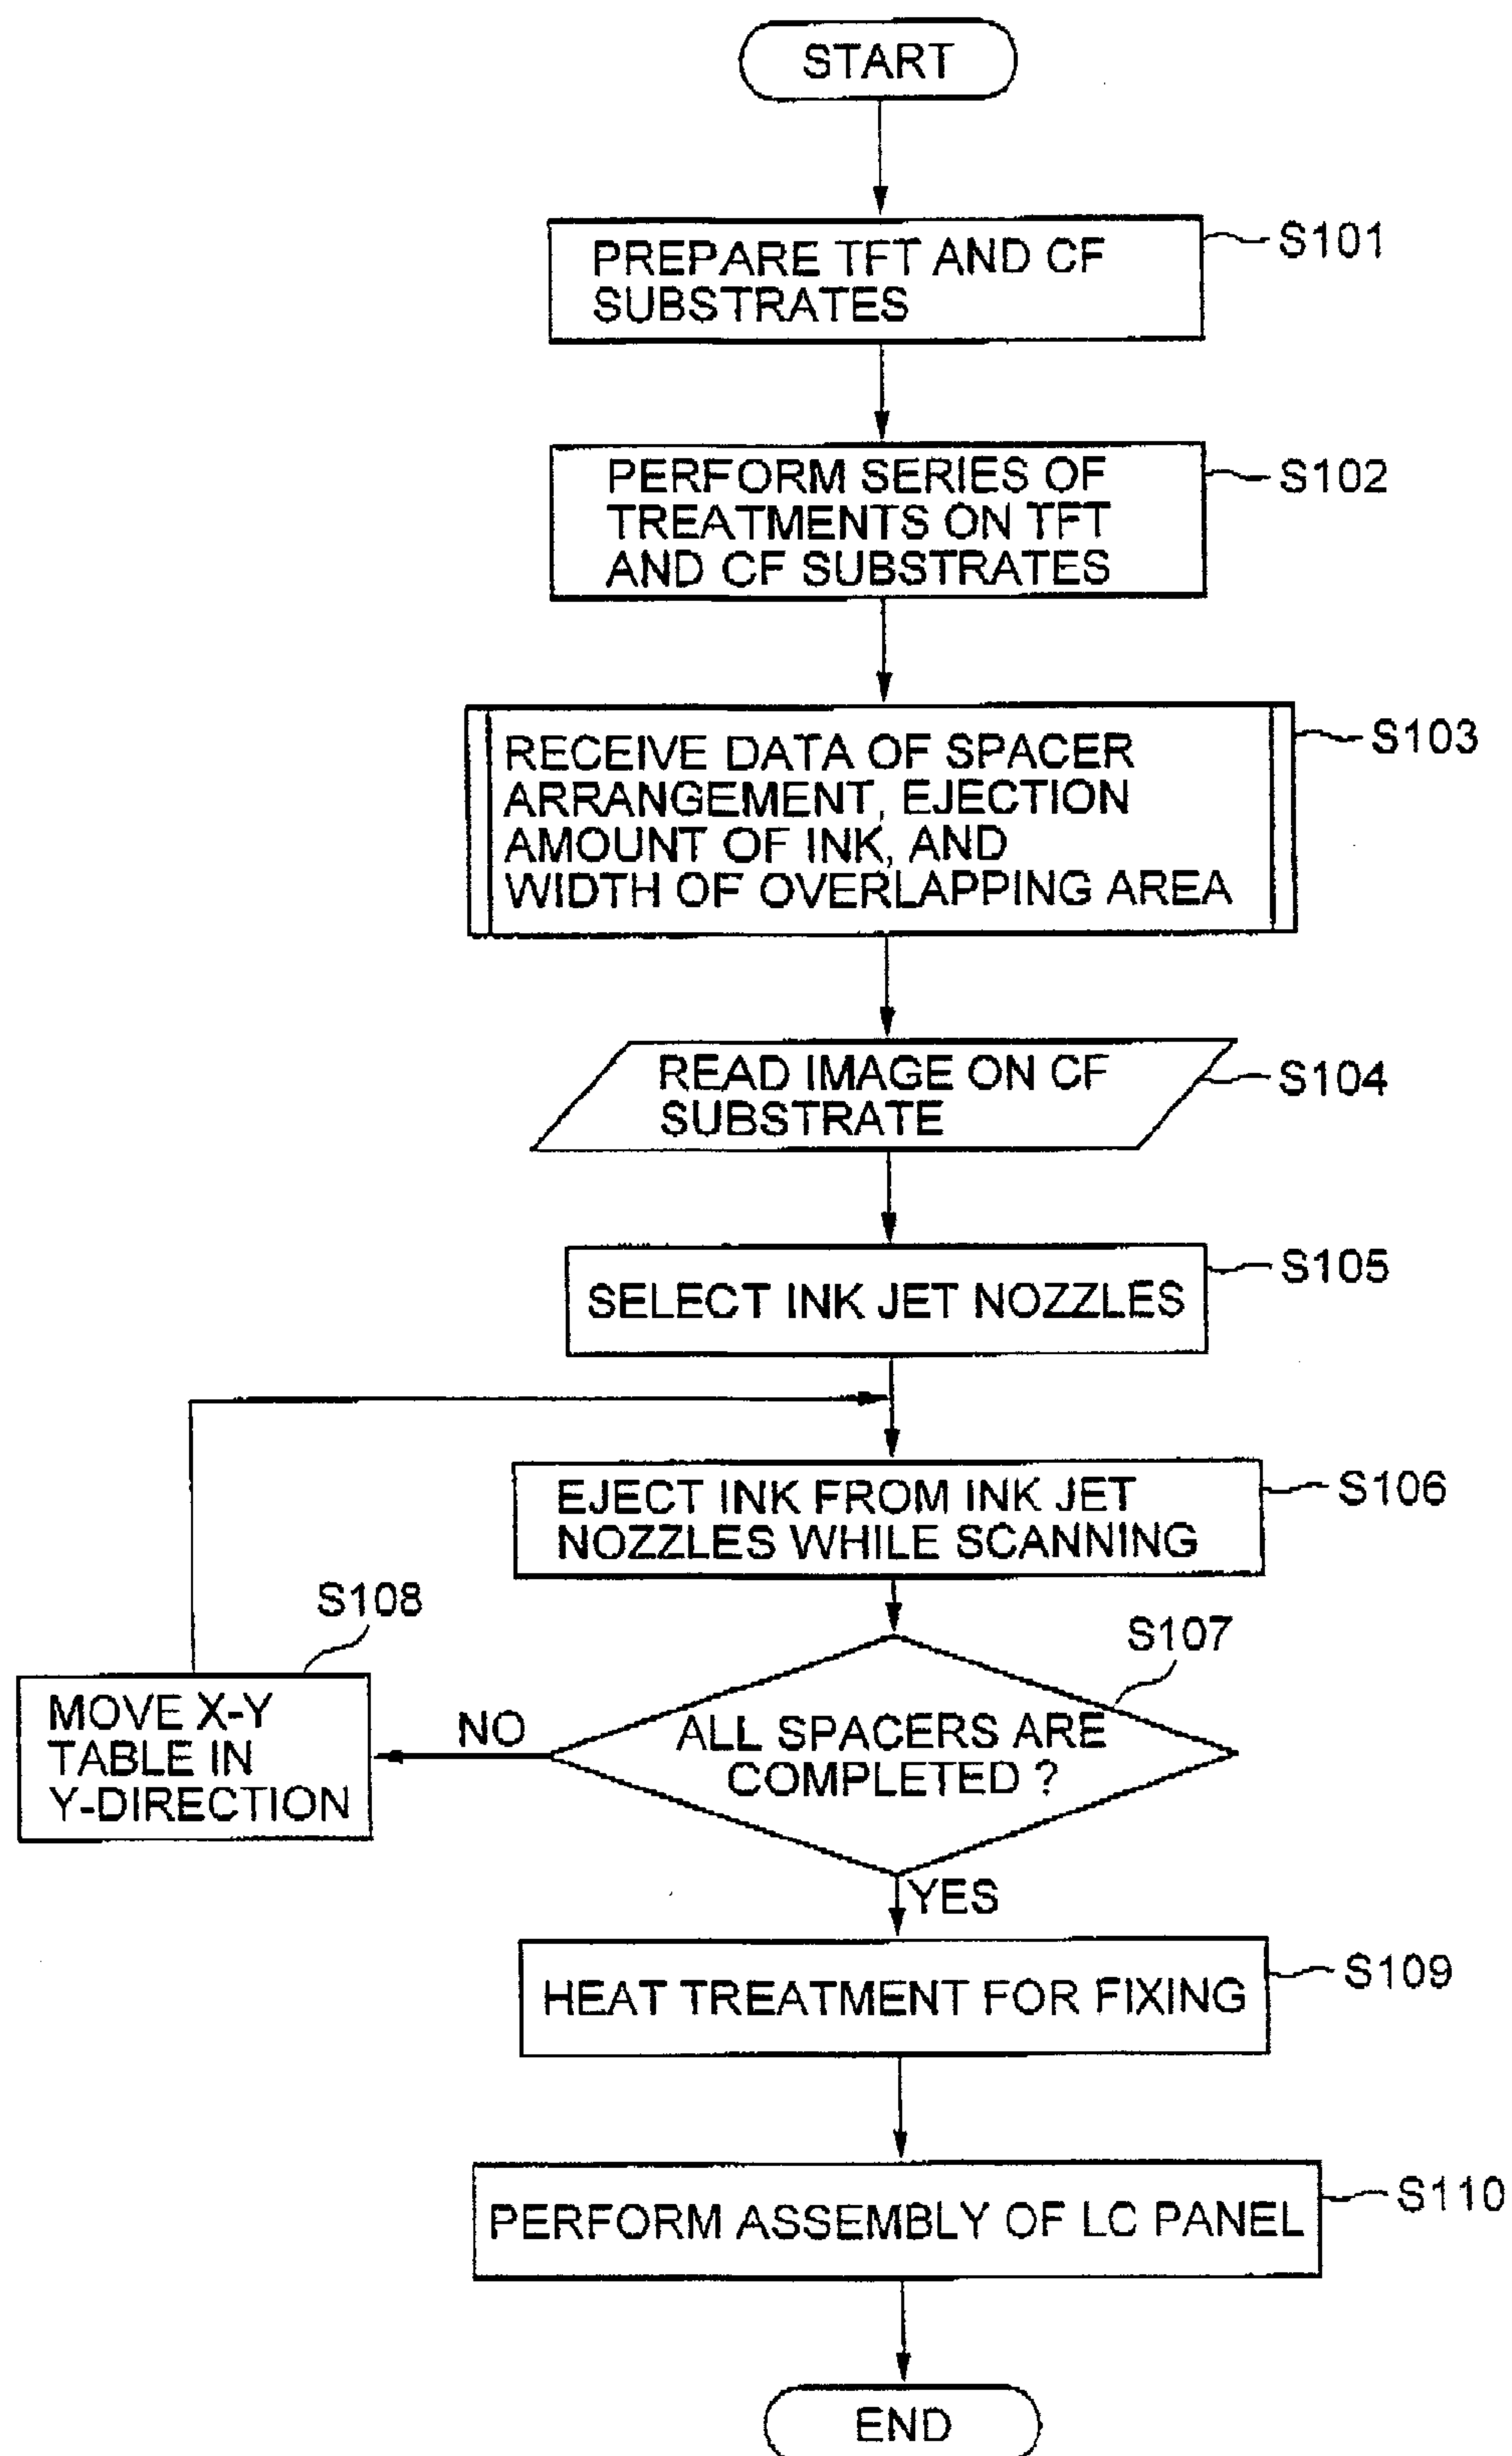 START
PREPARE TFT AND CF
SUBSTRATES
S101
PERFORM SERIES OF
TREATMENTS ON TFT
AND CF SUBSTRATES
S102
RECEIVE DATA OF SPACER
ARRANGEMENT, EJECTION
AMOUNT OF INK, AND
WIDTH OF OVERLAPPING AREA
S103
READ IMAGE ON CF
SUBSTRATE
S104
SELECT INK JET NOZZLES
S105
EJECT INK FROM INK JET
NOZZLES WHILE SCANNING
S106
S107
ALL SPACERS ARE
COMPLETED ?
NO
S108
MOVE X-Y
TABLE IN
Y-DIRECTION
YES
HEAT TREATMENT FOR FIXING
S109
PERFORM ASSEMBLY OF LC PANEL
S110
END